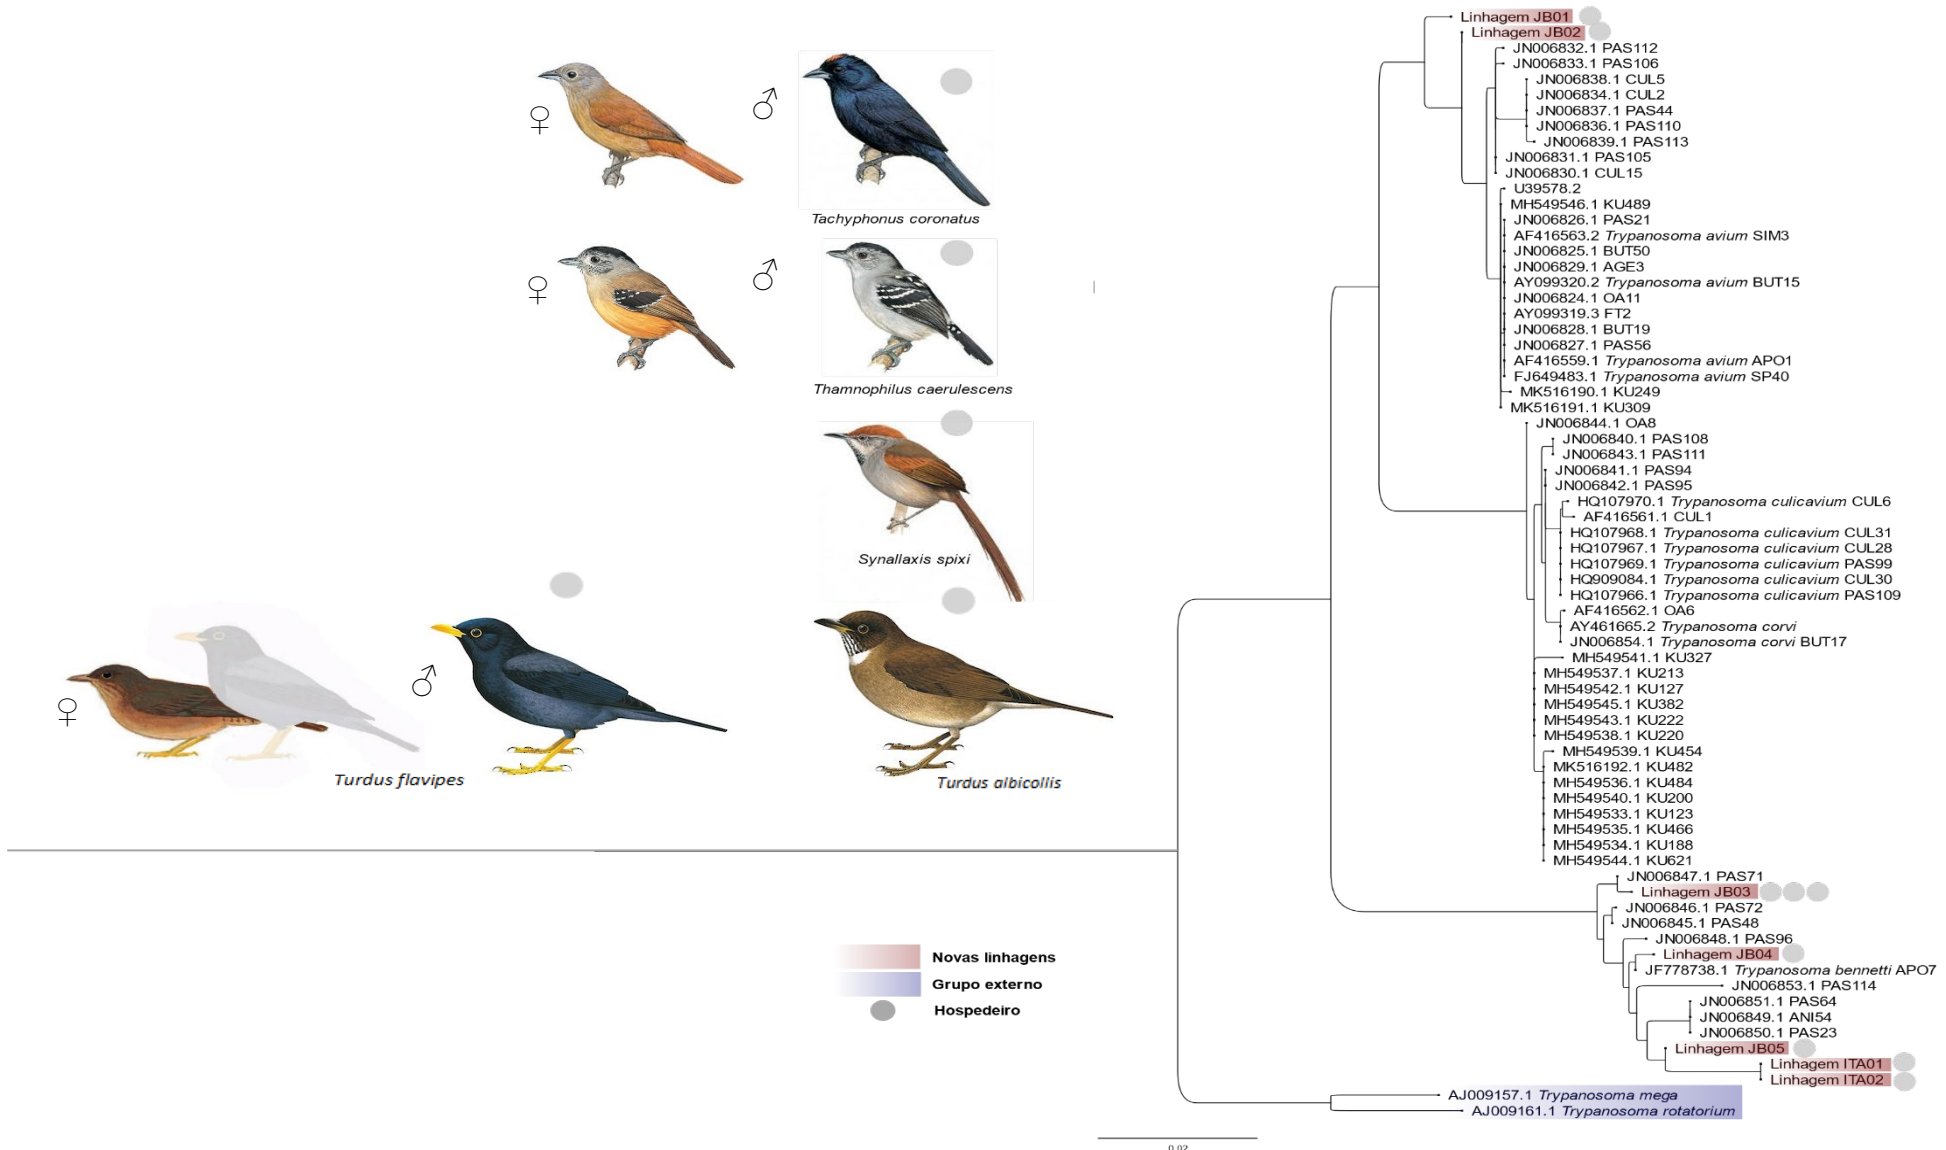 ♀
♂
Tachyphonus coronatus
♀
♂
Thamnophilus caerulescens
Synallaxis spixi
♀
♂
Turdus flavipes
Turdus albicollis
Novas linhagens
Grupo externo
Hospedeiro
Linhagem JB01
Linhagem JB02
JN006832.1 PAS112
JN006833.1 PAS106
JN006838.1 CUL5
JN006834.1 CUL2
JN006837.1 PAS44
JN006836.1 PAS110
JN006839.1 PAS113
JN006831.1 PAS105
JN006830.1 CUL15
U39578.2
MH549546.1 KU489
JN006826.1 PAS21
AF416563.2 Trypanosoma avium SIM3
JN006825.1 BUT50
JN006829.1 AGE3
AY099320.2 Trypanosoma avium BUT15
JN006824.1 OA11
AY099319.3 FT2
JN006828.1 BUT19
JN006827.1 PAS56
AF416559.1 Trypanosoma avium APO1
FJ649483.1 Trypanosoma avium SP40
MK516190.1 KU249
MK516191.1 KU309
JN006844.1 OA8
JN006840.1 PAS108
JN006843.1 PAS111
JN006841.1 PAS94
JN006842.1 PAS95
HQ107970.1 Trypanosoma culicavium CUL6
AF416561.1 CUL1
HQ107968.1 Trypanosoma culicavium CUL31
HQ107967.1 Trypanosoma culicavium CUL28
HQ107969.1 Trypanosoma culicavium PAS99
HQ909084.1 Trypanosoma culicavium CUL30
HQ107966.1 Trypanosoma culicavium PAS109
AF416562.1 OA6
AY461665.2 Trypanosoma corvi
JN006854.1 Trypanosoma corvi BUT17
MH549541.1 KU327
MH549537.1 KU213
MH549542.1 KU127
MH549545.1 KU382
MH549543.1 KU222
MH549538.1 KU220
MH549539.1 KU454
MK516192.1 KU482
MH549536.1 KU484
MH549540.1 KU200
MH549533.1 KU123
MH549535.1 KU466
MH549534.1 KU188
MH549544.1 KU621
JN006847.1 PAS71
Linhagem JB03
JN006846.1 PAS72
JN006845.1 PAS48
JN006848.1 PAS96
Linhagem JB04
JF778738.1 Trypanosoma bennetti APO7
JN006853.1 PAS114
JN006851.1 PAS64
JN006849.1 ANI54
JN006850.1 PAS23
Linhagem JB05
Linhagem ITA01
Linhagem ITA02
AJ009157.1 Trypanosoma mega
AJ009161.1 Trypanosoma rotatorium
0.02